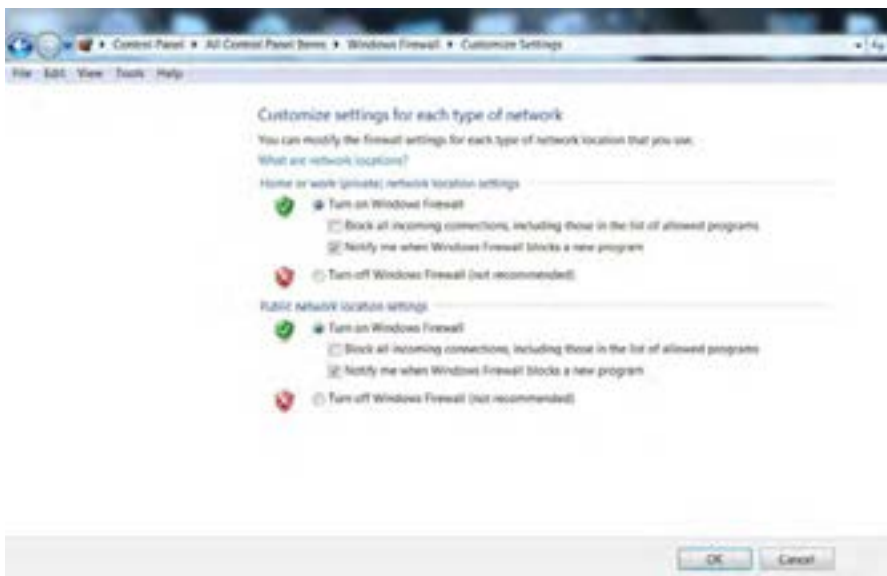 Control Panel ▸ All Control Panel Items ▸ Windows Firewall ▸ Customize Settings
File Edit View Tools Help
Customize settings for each type of network
You can modify the firewall settings for each type of network location that you use.
What are network locations?
Home or work (private) network location settings
Turn on Windows Firewall
Block all incoming connections, including those in the list of allowed programs
Notify me when Windows Firewall blocks a new program
Turn off Windows Firewall (not recommended)
Public network location settings
Turn on Windows Firewall
Block all incoming connections, including those in the list of allowed programs
Notify me when Windows Firewall blocks a new program
Turn off Windows Firewall (not recommended)
OK Cancel